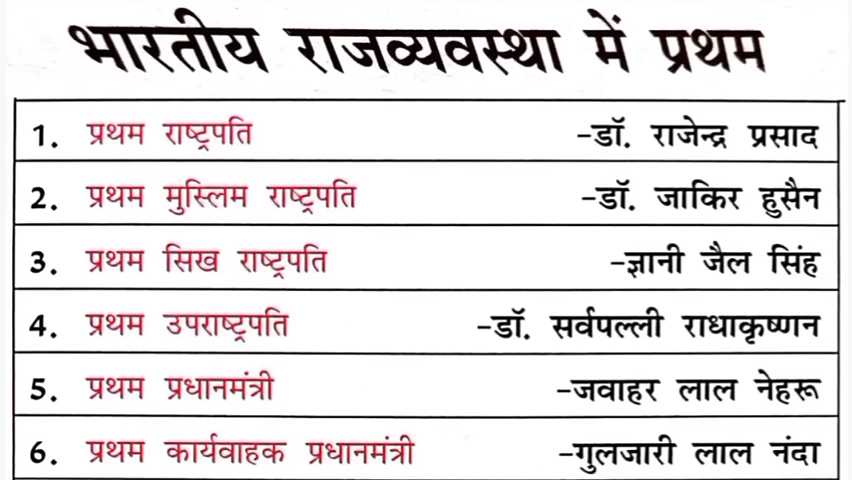 भारतीय राजव्यवस्था में प्रथम
1. प्रथम राष्ट्रपति -डॉ. राजेन्द्र प्रसाद
2. प्रथम मुस्लिम राष्ट्रपति -डॉ. जाकिर हुसैन
3. प्रथम सिख राष्ट्रपति -ज्ञानी जैल सिंह
4. प्रथम उपराष्ट्रपति -डॉ. सर्वपल्ली राधाकृष्णन
5. प्रथम प्रधानमंत्री -जवाहर लाल नेहरू
6. प्रथम कार्यवाहक प्रधानमंत्री -गुलजारी लाल नंदा